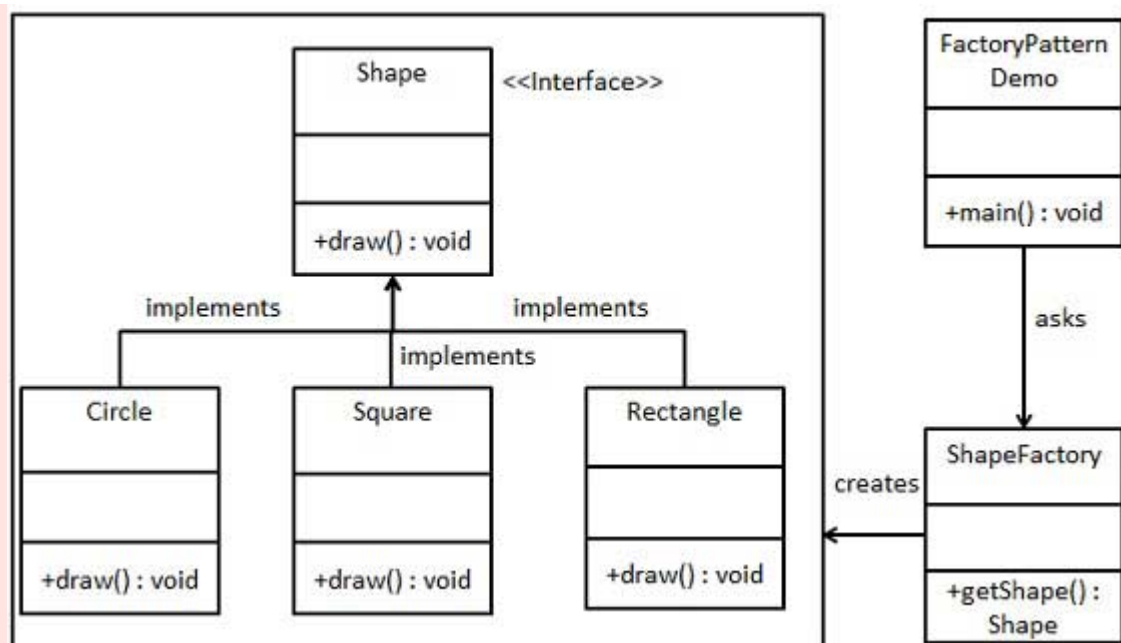 Shape
<<Interface>>
+draw() : void
implements
implements
implements
Circle
+draw() : void
Square
+draw() : void
Rectangle
+draw() : void
FactoryPattern
Demo
+main() : void
asks
ShapeFactory
+getShape() :
Shape
creates